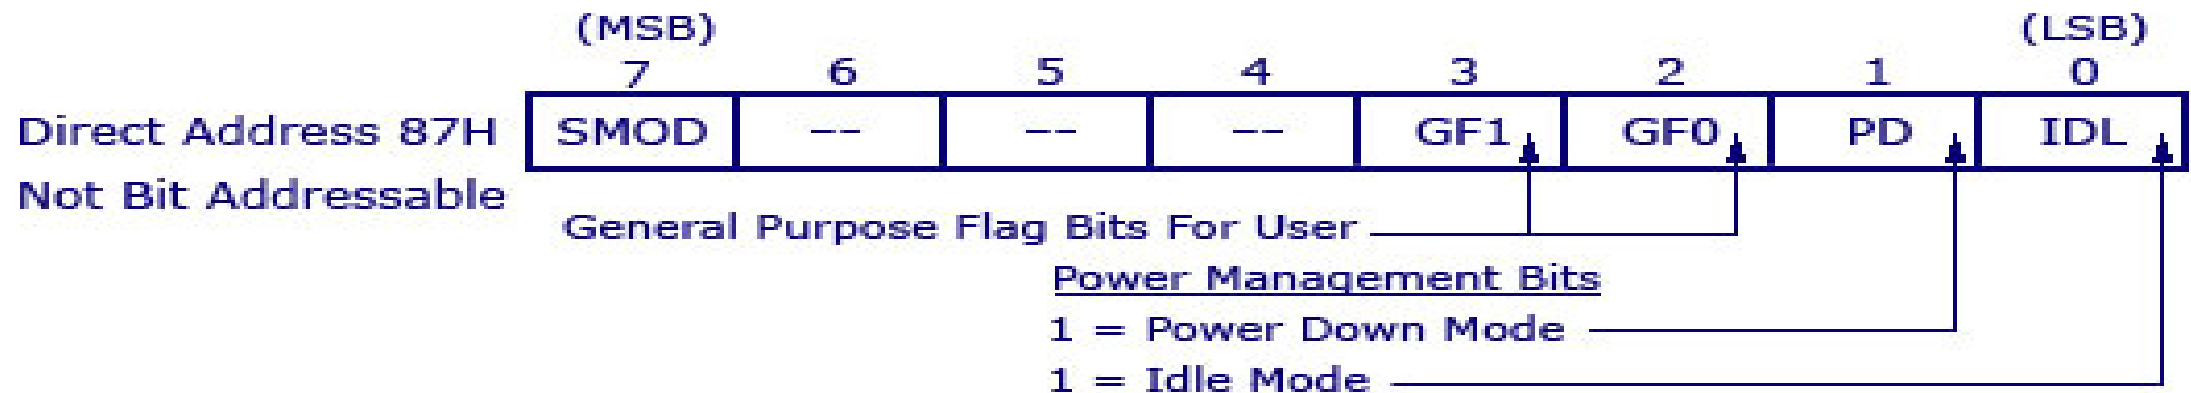 (MSB) (LSB)
7 6 5 4 3 2 1 0
Direct Address 87H SMOD -- -- -- GF1 GF0 PD IDL
Not Bit Addressable
General Purpose Flag Bits For User
Power Management Bits
1 = Power Down Mode
1 = Idle Mode